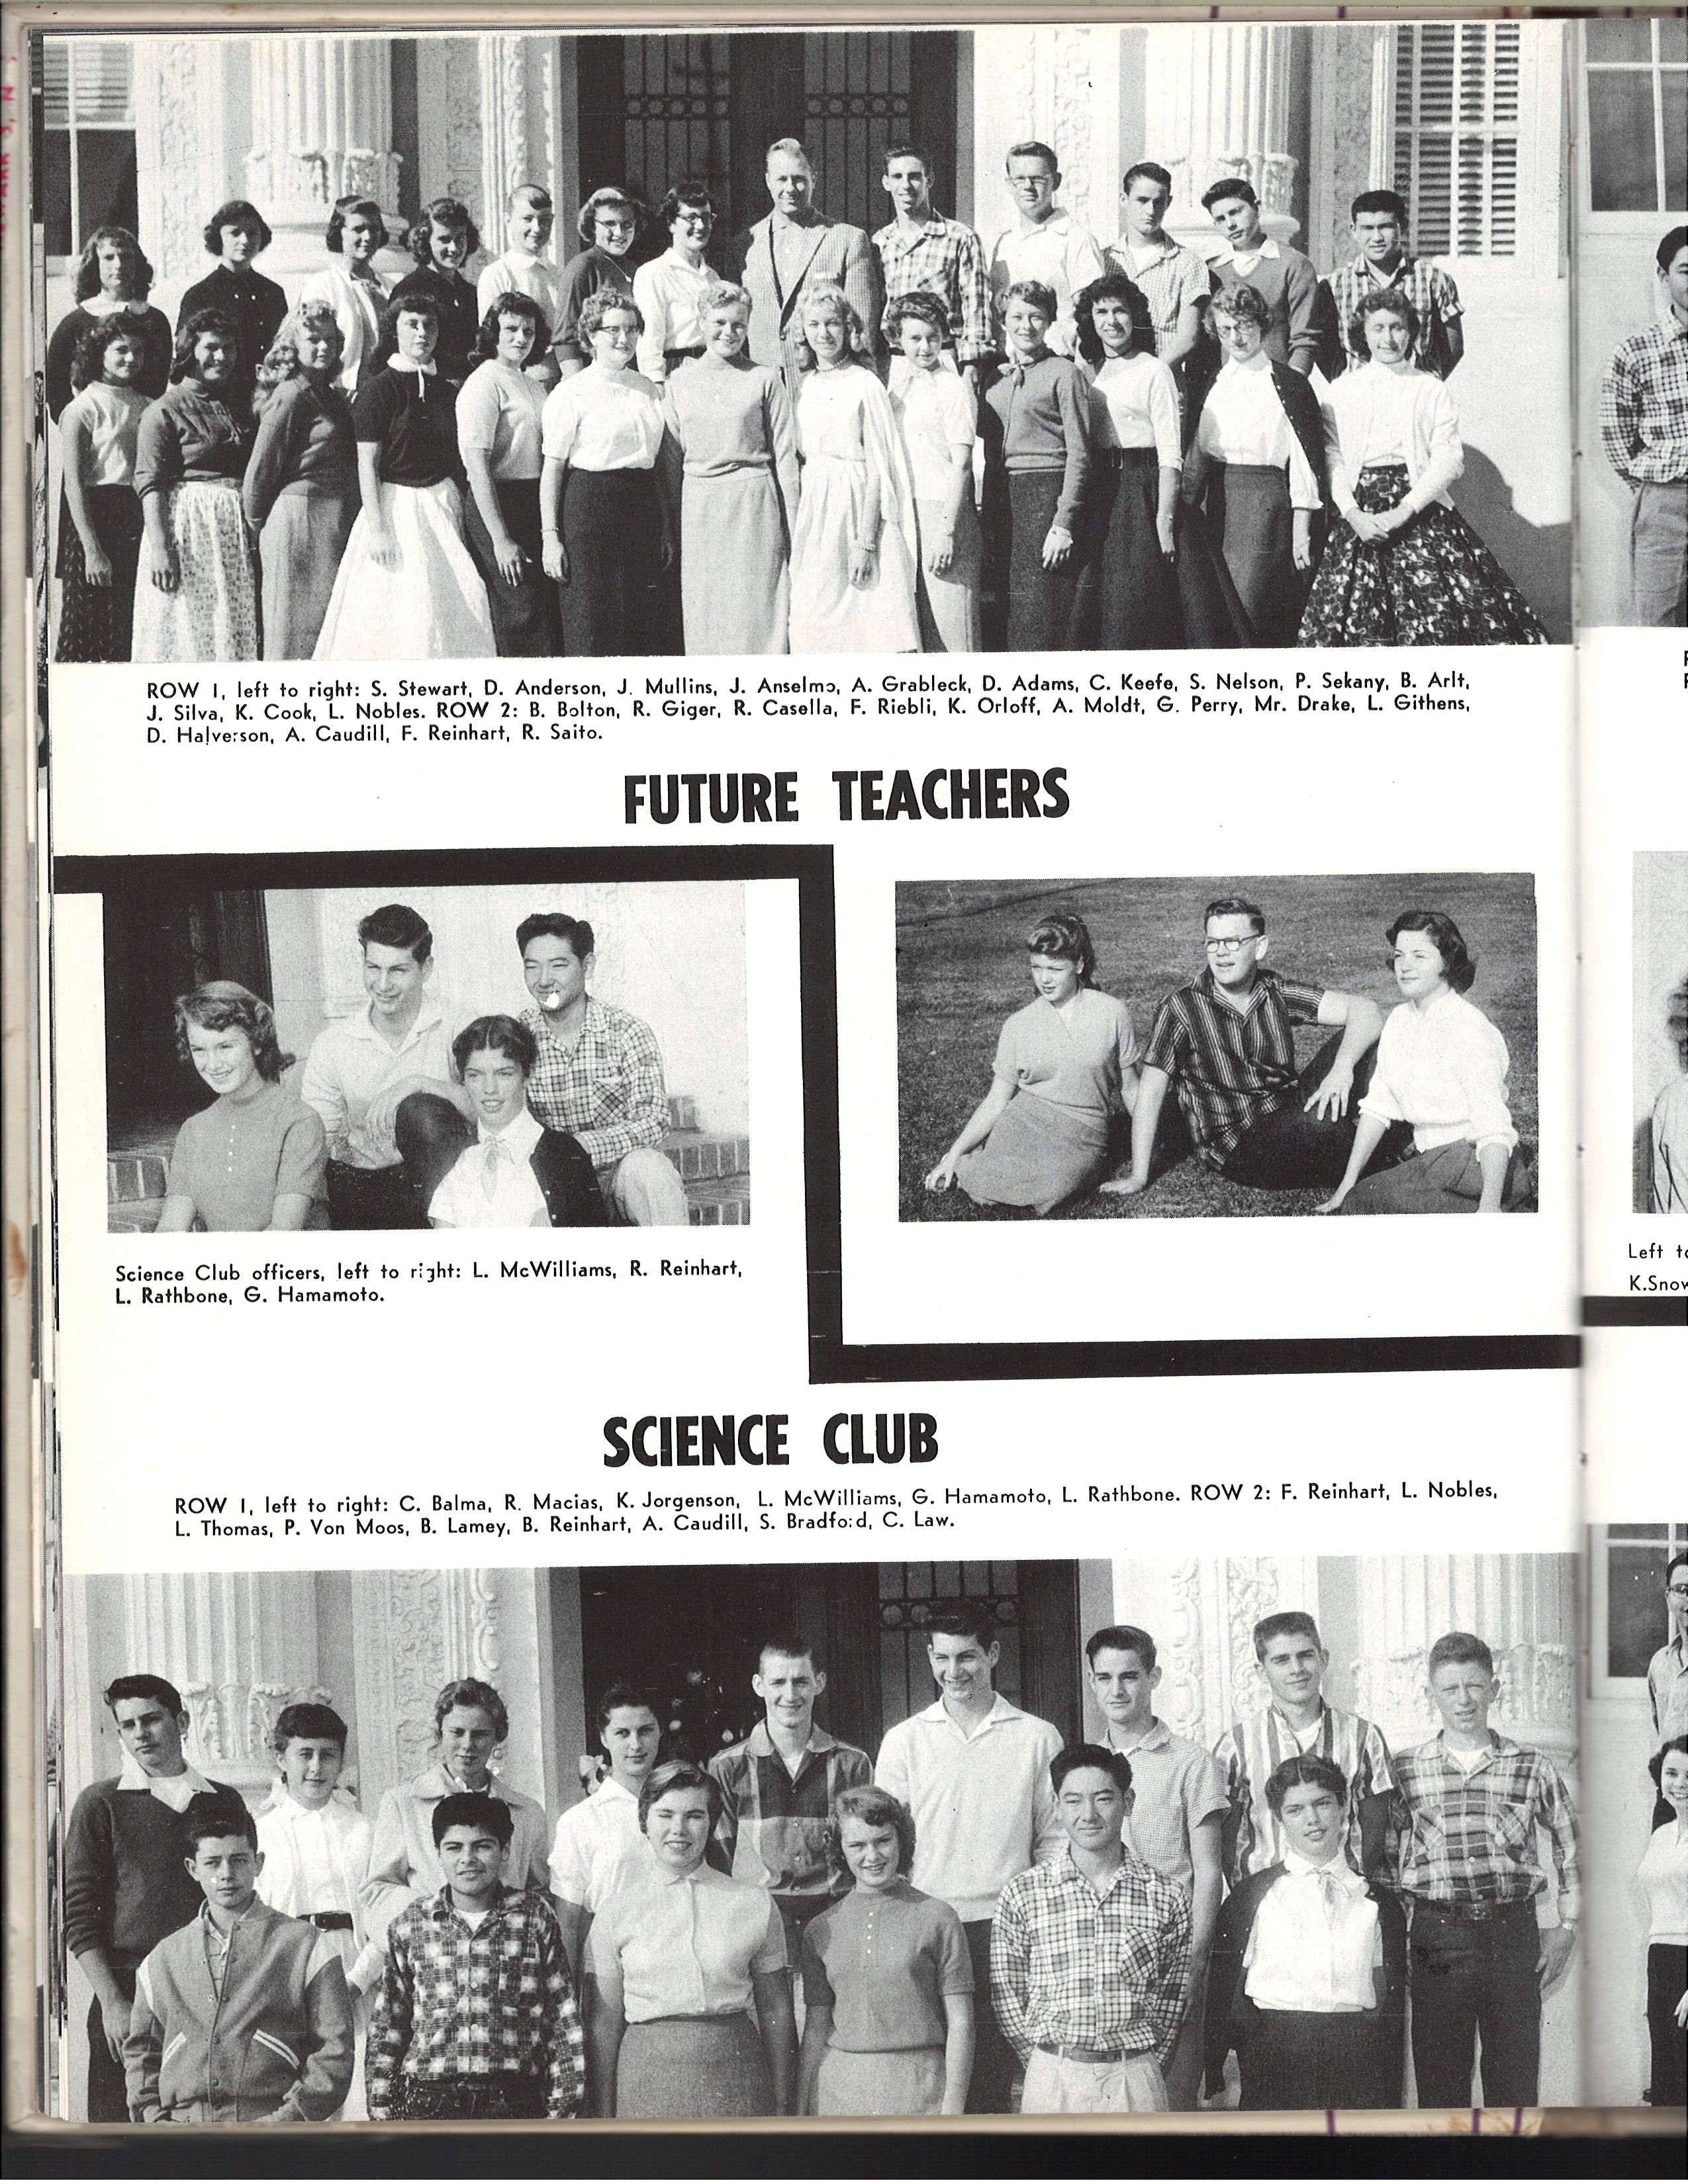 ROW 1, left to right: S. Stewart, D. Anderson, J. Mullins, J. Anselmo, A. Grableck, D. Adams, C. Keefe, S. Nelson, P. Sekany, B. Arlt,
J. Silva, K. Cook, L. Nobles. ROW 2: B. Bolton, R. Giger, R. Casella, F. Riebli, K. Orloff, A. Moldt, G. Perry, Mr. Drake, L. Githens,
D. Halverson, A. Caudill, F. Reinhart, R. Saito.
FUTURE TEACHERS
Science Club officers, left to right: L. McWilliams, R. Reinhart,
L. Rathbone, G. Hamamoto.
Left
K.Snow
SCIENCE CLUB
ROW 1, left to right: C. Balma, R. Macias, K. Jorgenson, L. McWilliams, G. Hamamoto, L. Rathbone. ROW 2: F. Reinhart, L. Nobles,
L. Thomas, P. Von Moos, B. Lamey, B. Reinhart, A. Caudill, S. Bradford, C. Law.